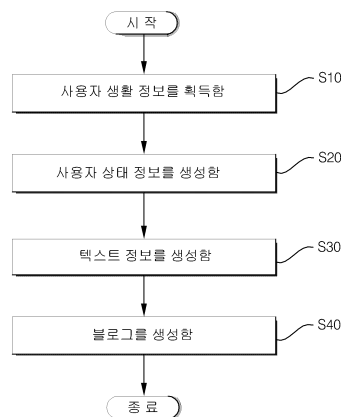 시 작
사용자 생활 정보를 획득함
S10
사용자 상태 정보를 생성함
S20
텍스트 정보를 생성함
S30
블로그를 생성함
S40
종 료